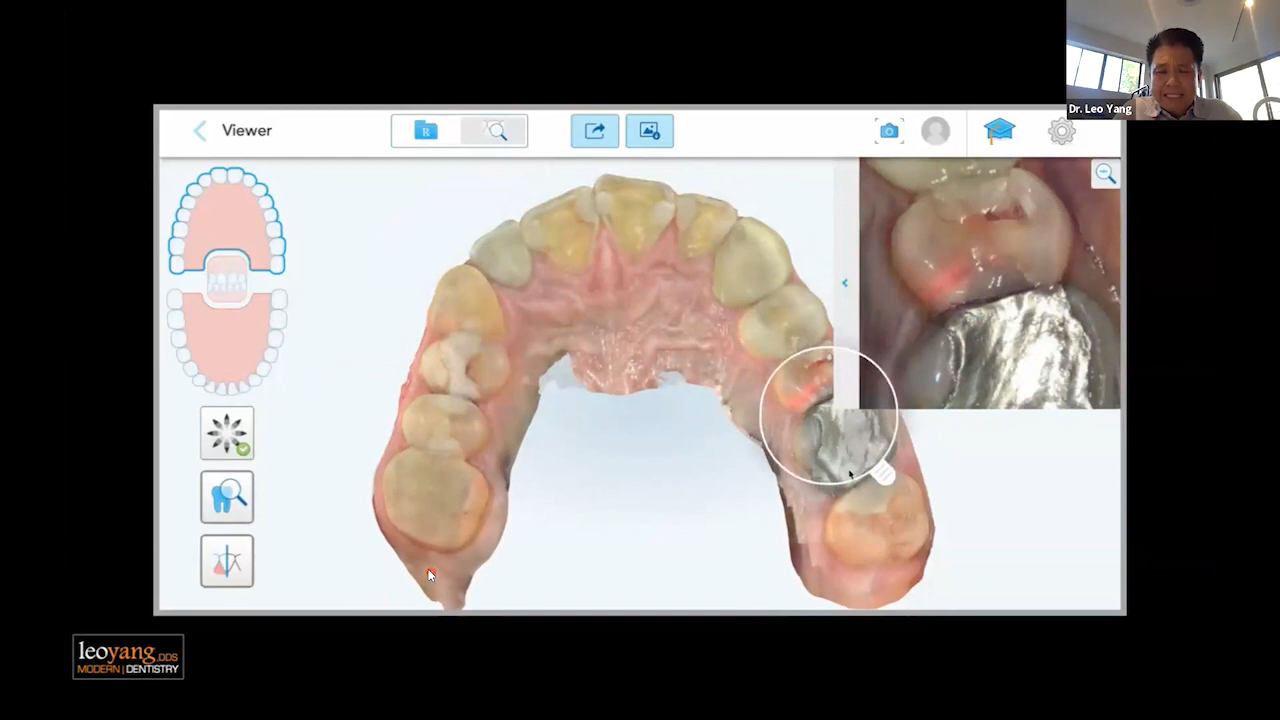 Dr. Leo Yang
Viewer
R
leoyang.DDS
MODERN | DENTISTRY